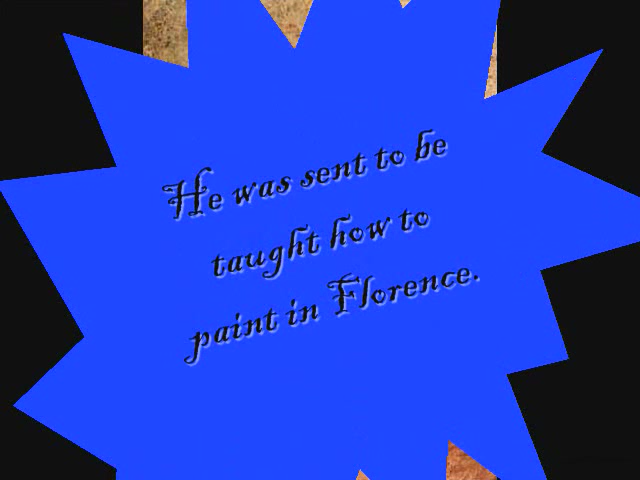 He was sent to be
taught how to
paint in Florence.